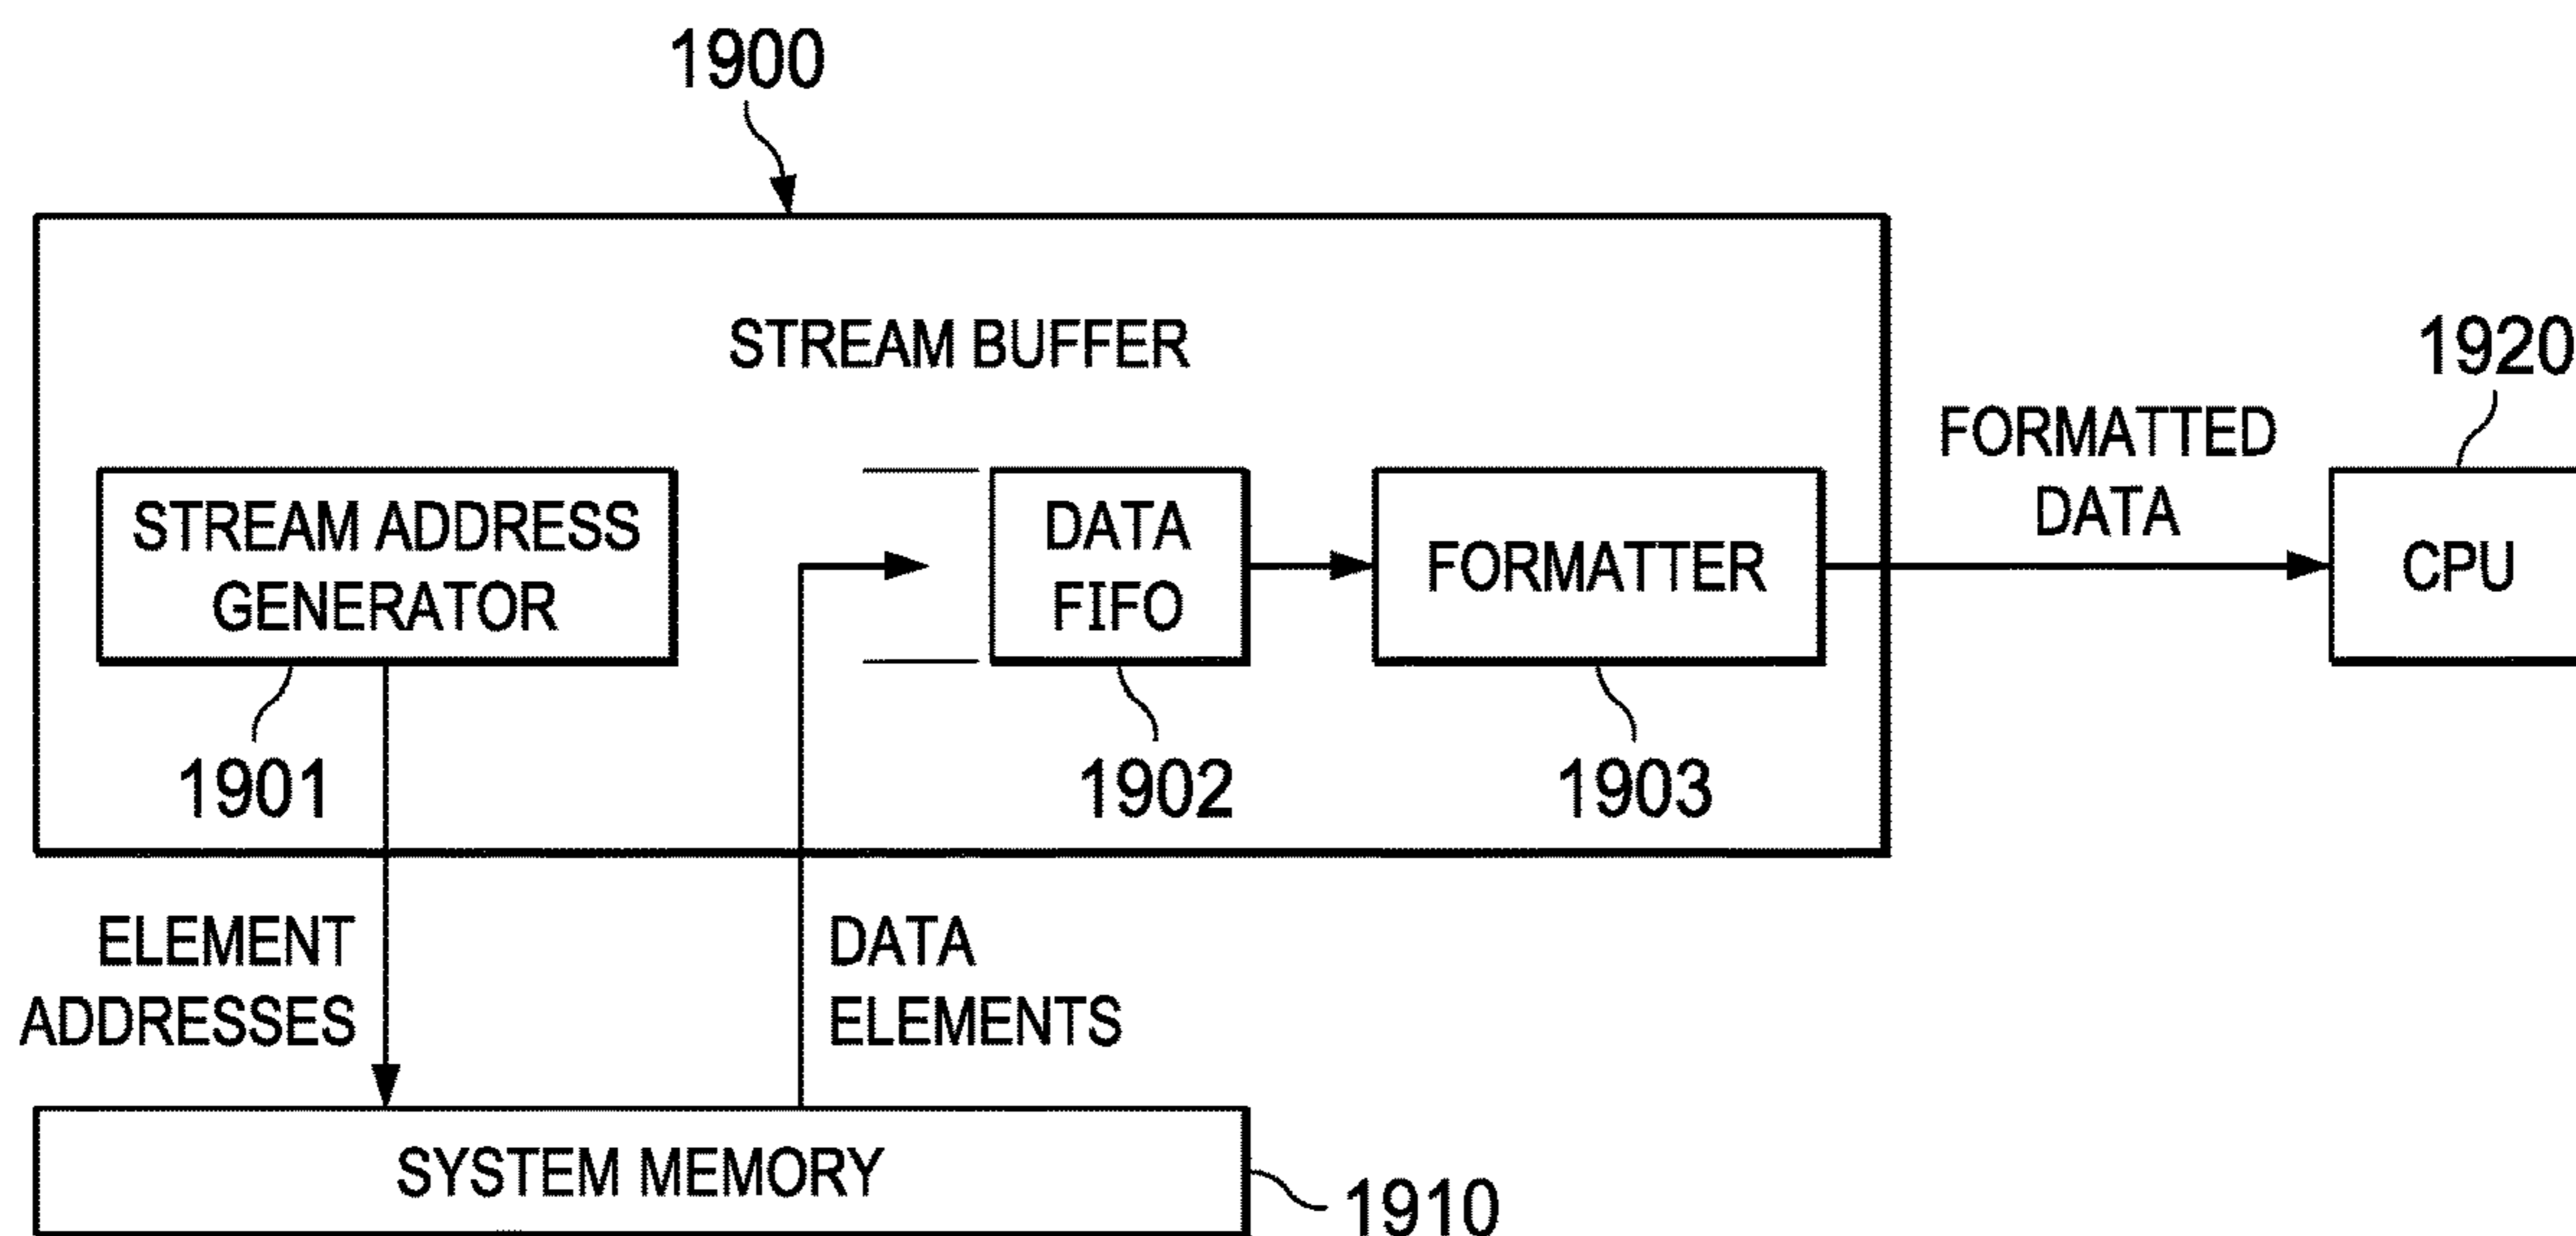 1900
STREAM BUFFER
1920
FORMATTED
DATA
STREAM ADDRESS
GENERATOR
DATA
FIFO
FORMATTER
CPU
1901
1902
1903
ELEMENT
ADDRESSES
DATA
ELEMENTS
SYSTEM MEMORY
1910